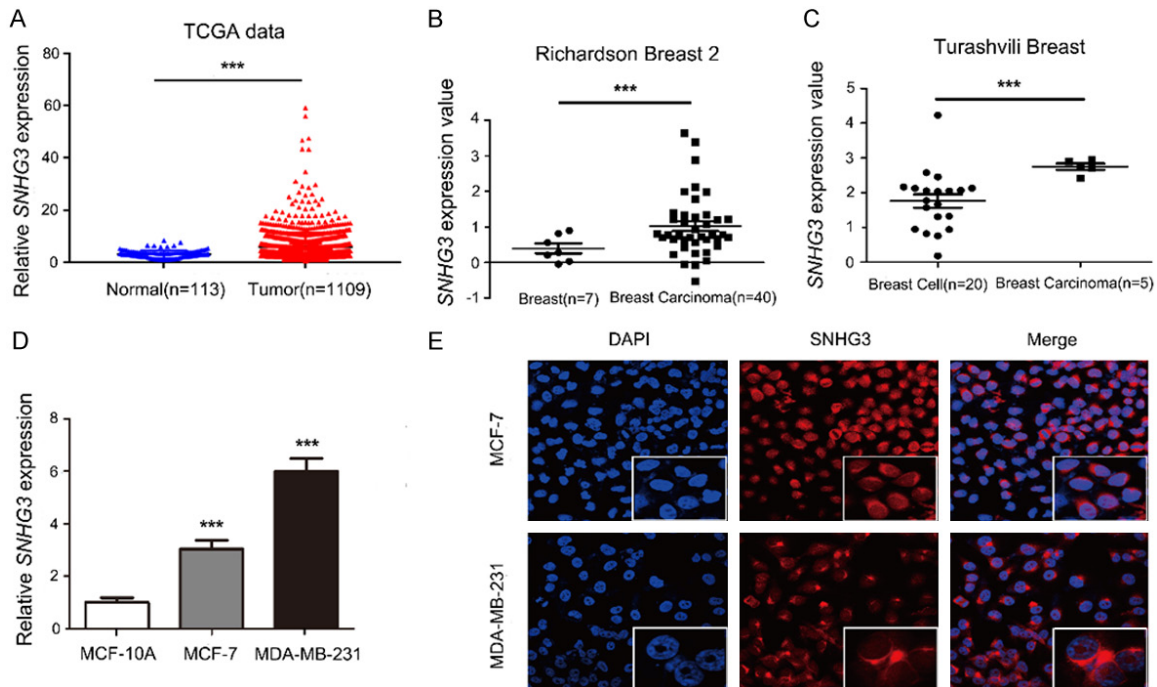 A
TCGA data
Relative SNHG3 expression
80
60
40
20
0
***
Normal(n=113)
Tumor(n=1109)
B
Richardson Breast 2
SNHG3 expression value
5
4
3
2
1
0
-1
***
Breast(n=7)
Breast Carcinoma(n=40)
C
Turashvili Breast
SNHG3 expression value
5
4
3
2
1
0
***
Breast Cell(n=20)
Breast Carcinoma(n=5)
D
Relative SNHG3 expression
8
6
4
2
0
***
***
MCF-10A
MCF-7
MDA-MB-231
E
DAPI
SNHG3
Merge
MCF-7
MDA-MB-231